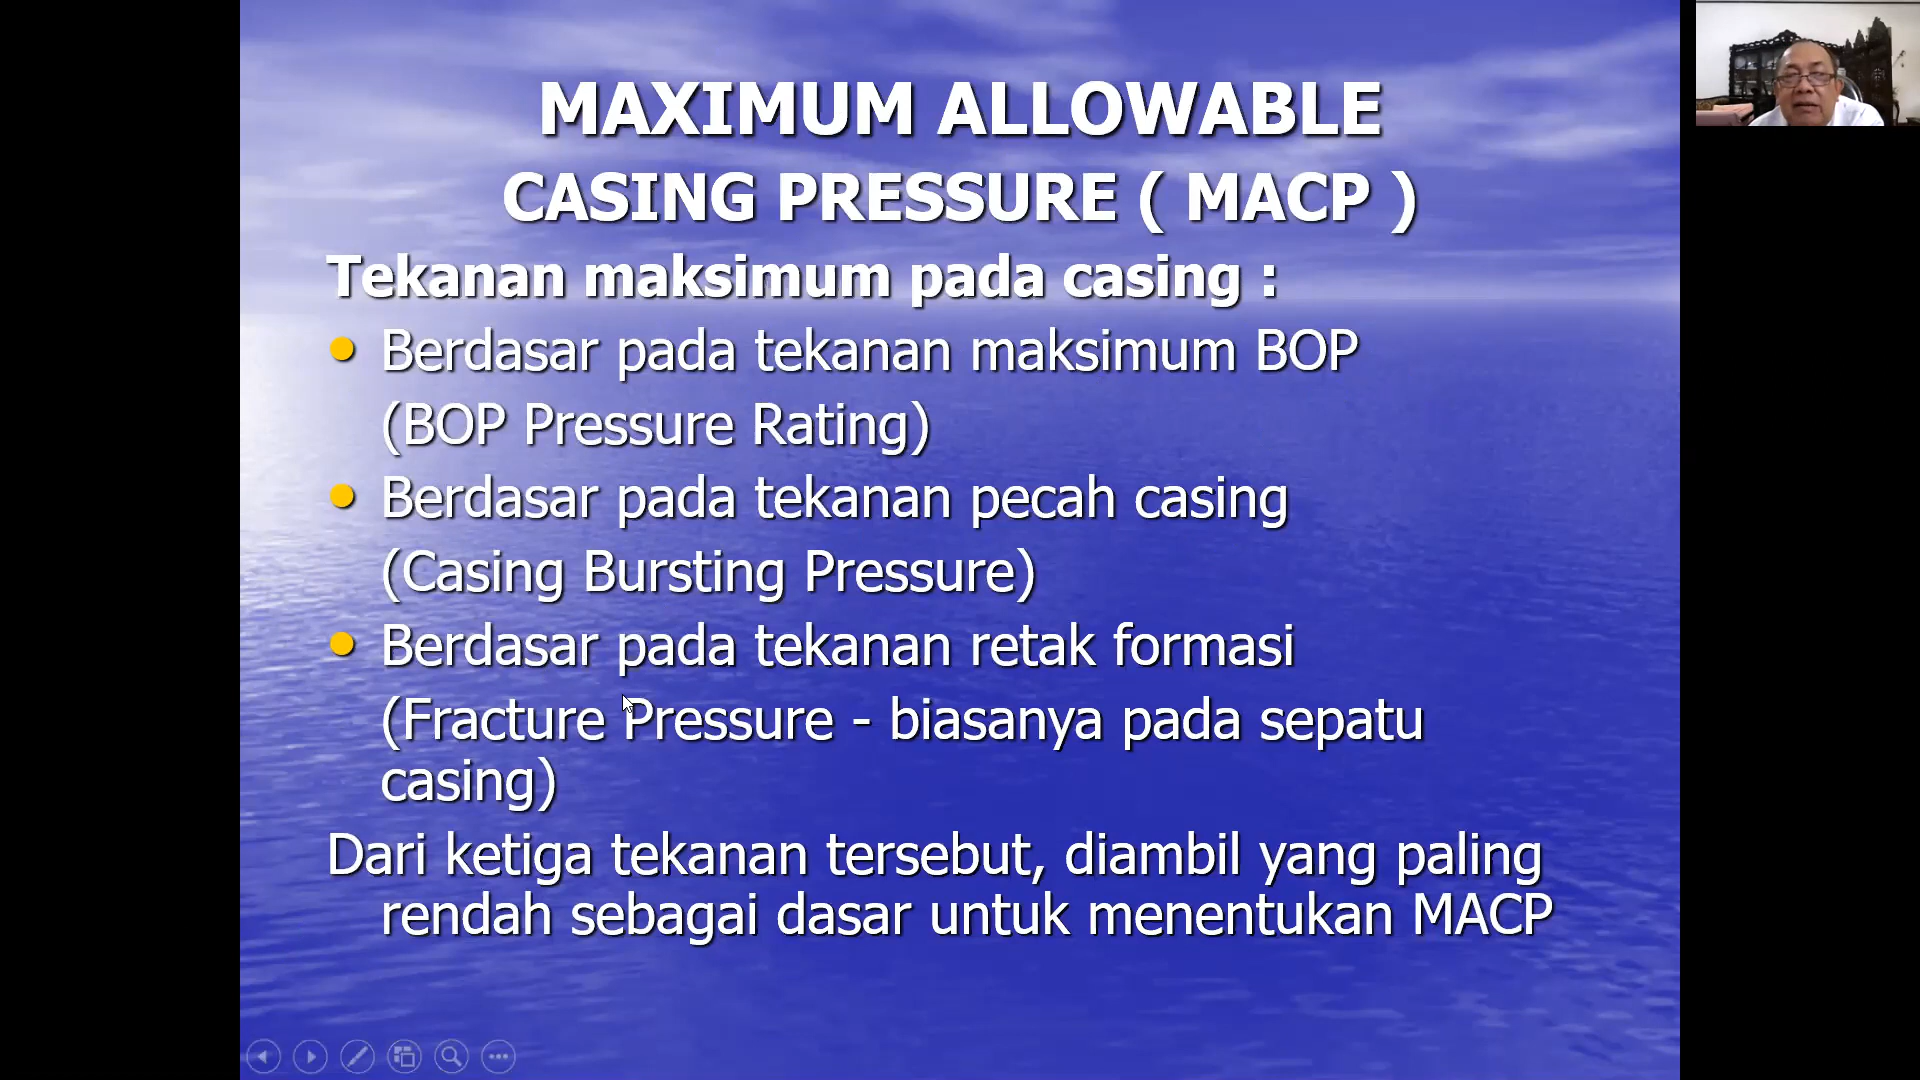 MAXIMUM ALLOWABLE
CASING PRESSURE ( MACP )
Tekanan maksimum pada casing :
Berdasar pada tekanan maksimum BOP
(BOP Pressure Rating)
Berdasar pada tekanan pecah casing
(Casing Bursting Pressure)
Berdasar pada tekanan retak formasi
(Fracture Pressure - biasanya pada sepatu
casing)
Dari ketiga tekanan tersebut, diambil yang paling
rendah sebagai dasar untuk menentukan MACP